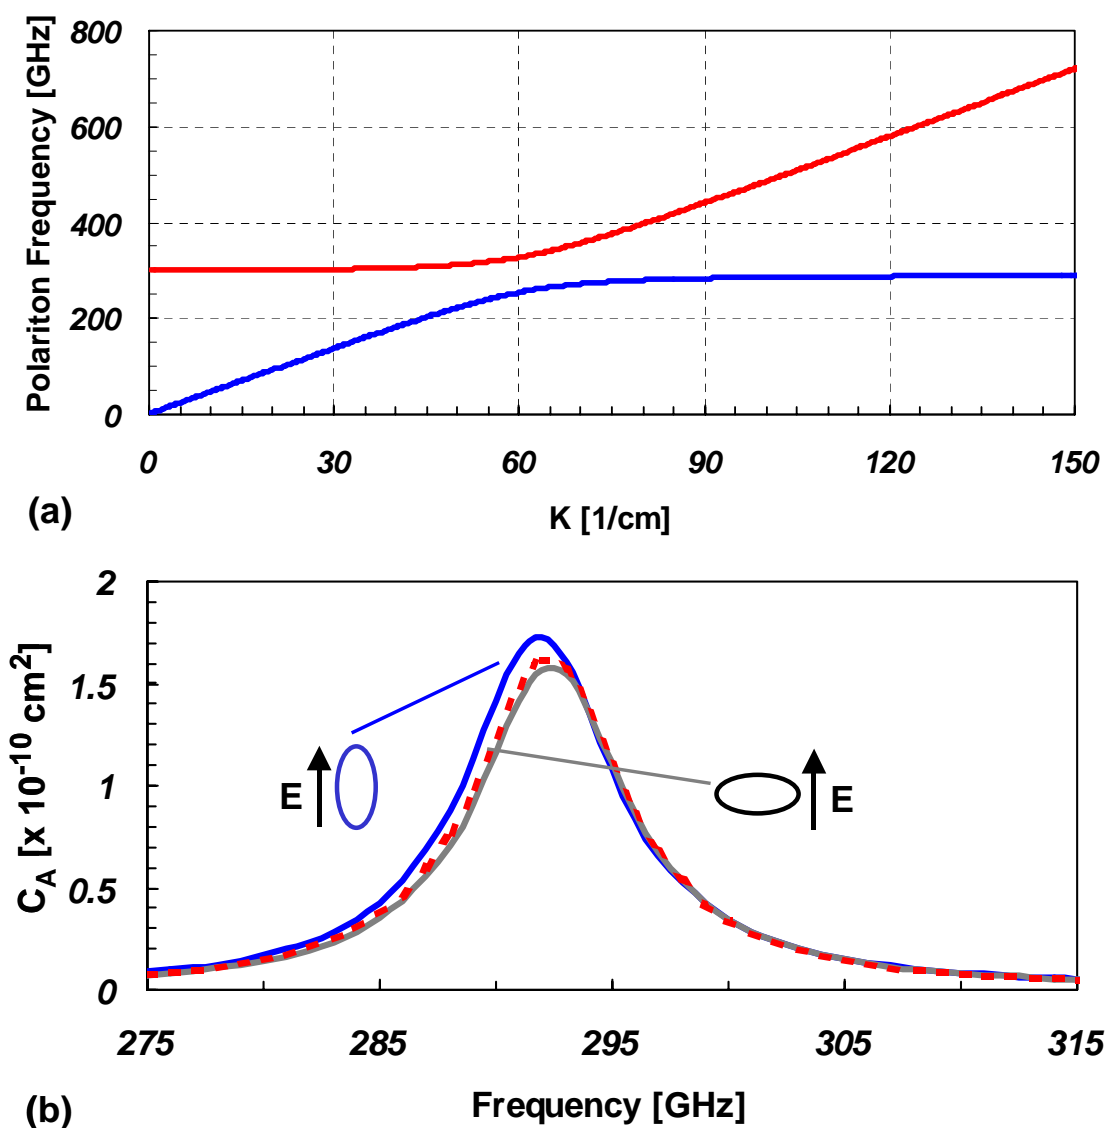 Polariton Frequency [GHz]
800
600
400
200
0
0 30 60 90 120 150
K [1/cm]
(a)
C_A [x 10^-10 cm^2]
2
1.5
1
0.5
0
E
E
275 285 295 305 315
Frequency [GHz]
(b)